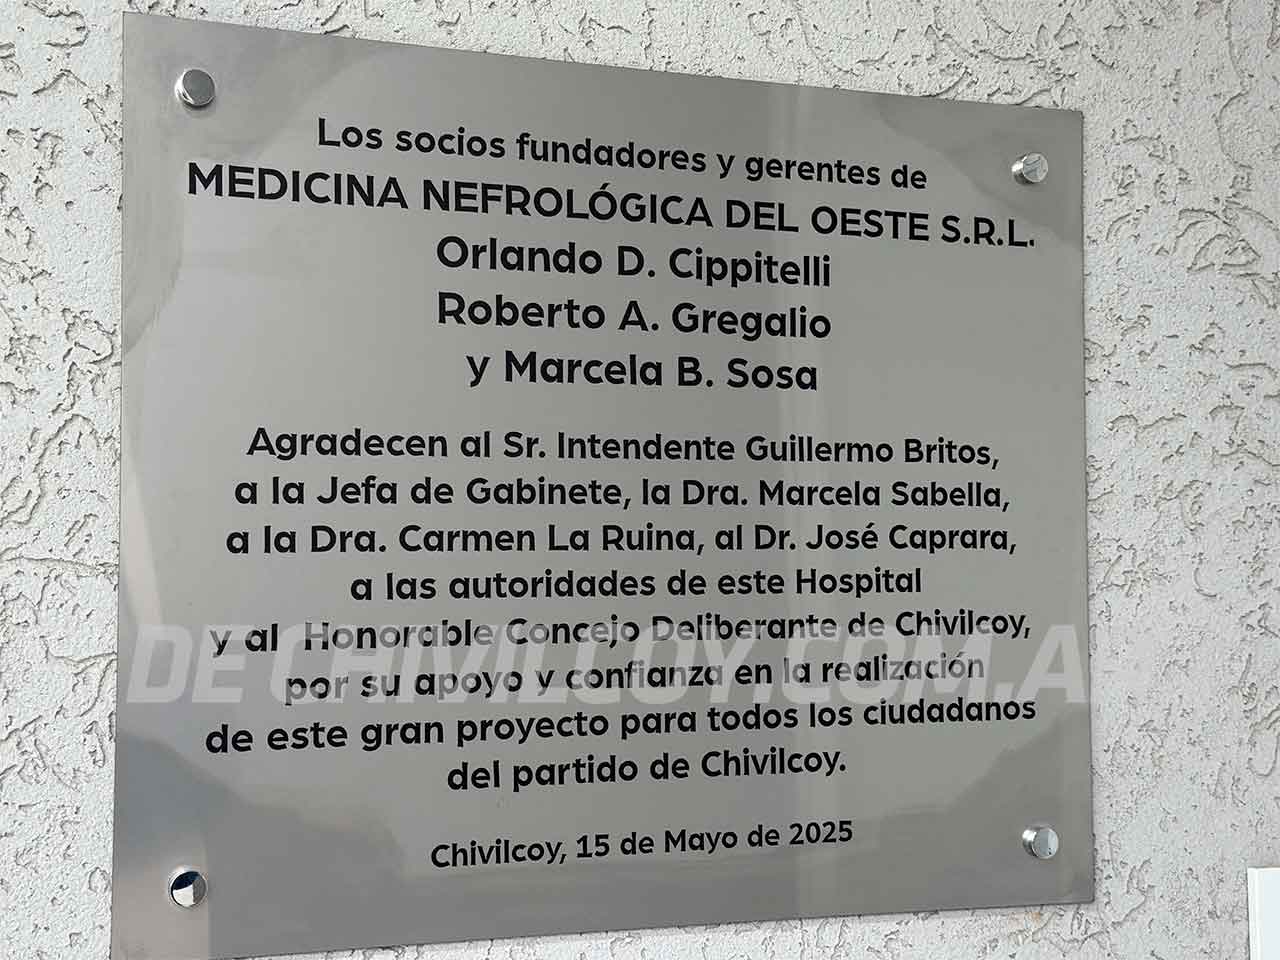 Los socios fundadores y gerentes de
MEDICINA NEFROLÓGICA DEL OESTE S.R.L.
Orlando D. Cippitelli
Roberto A. Gregalio
y Marcela B. Sosa
Agradecen al Sr. Intendente Guillermo Britos,
a la Jefa de Gabinete, la Dra. Marcela Sabella,
a la Dra. Carmen La Ruina, al Dr. José Caprara,
a las autoridades de este Hospital
y al Honorable Concejo Deliberante de Chivilcoy,
por su apoyo y confianza en la realización
de este gran proyecto para todos los ciudadanos
del partido de Chivilcoy.
Chivilcoy, 15 de Mayo de 2025
DECHIVILCOY.COM.AR